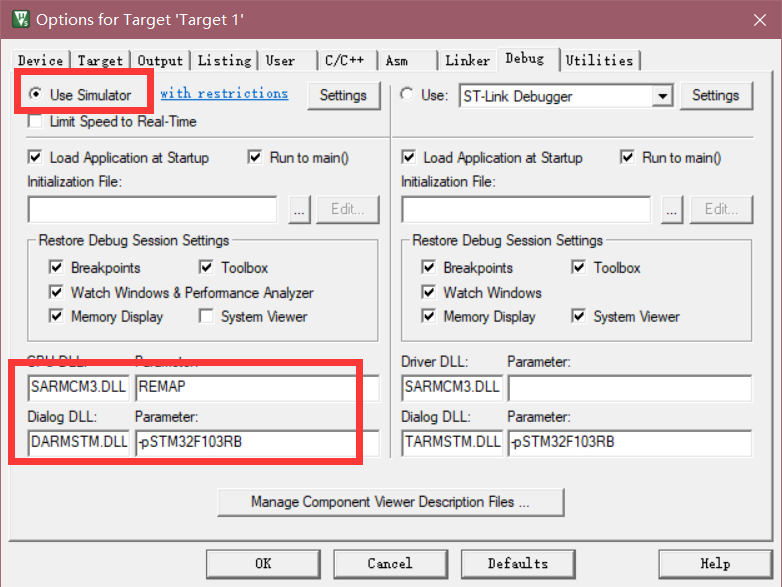 Options for Target 'Target 1'
Device Target Output Listing User C/C++ Asm Linker Debug Utilities
Use Simulator with restrictions Settings Use: ST-Link Debugger Settings
Limit Speed to Real-Time
Load Application at Startup Run to main() Load Application at Startup Run to main()
Initialization File: Initialization File:
... Edit... ... Edit...
Restore Debug Session Settings Restore Debug Session Settings
Breakpoints Toolbox Breakpoints Toolbox
Watch Windows & Performance Analyzer Watch Windows
Memory Display System Viewer Memory Display System Viewer
CPU DLL: Parameter: Driver DLL: Parameter:
SARMCM3.DLL REMAP SARMCM3.DLL
Dialog DLL: Parameter: Dialog DLL: Parameter:
DARMSTM.DLL -pSTM32F103RB TARMSTM.DLL -pSTM32F103RB
Manage Component Viewer Description Files ...
OK Cancel Defaults Help